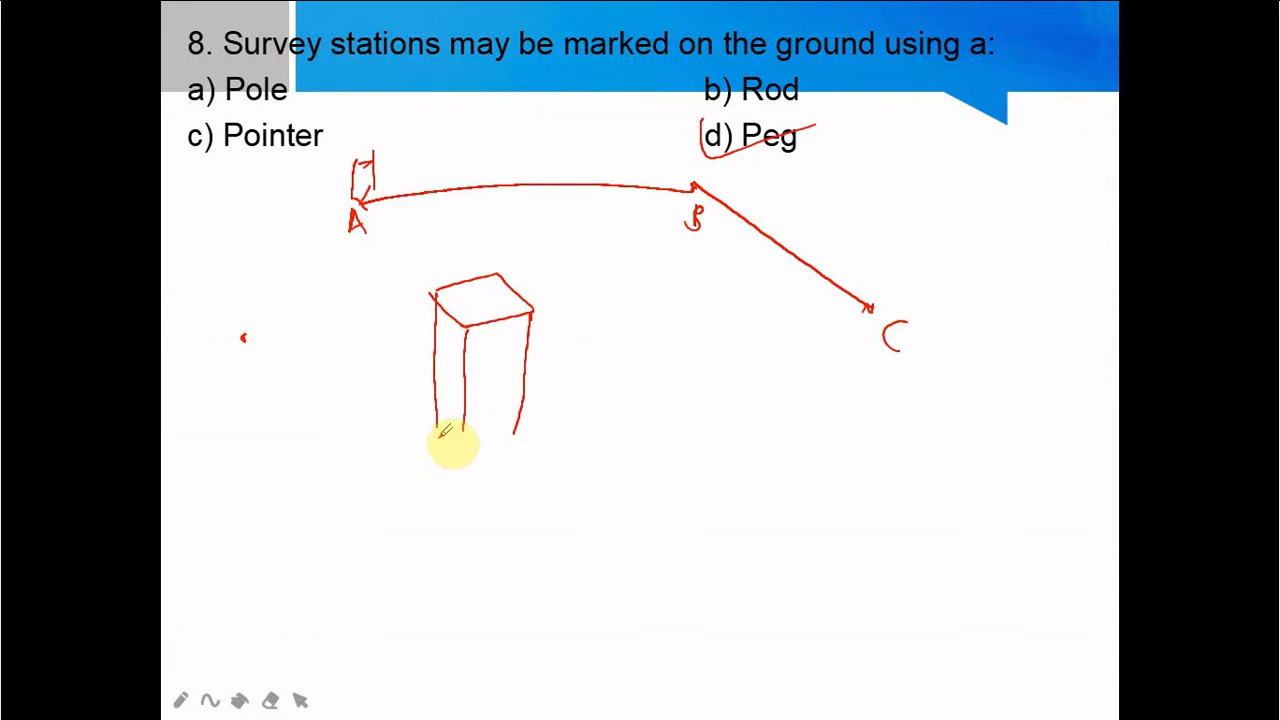 8. Survey stations may be marked on the ground using a:
a) Pole b) Rod
c) Pointer d) Peg
A B
C